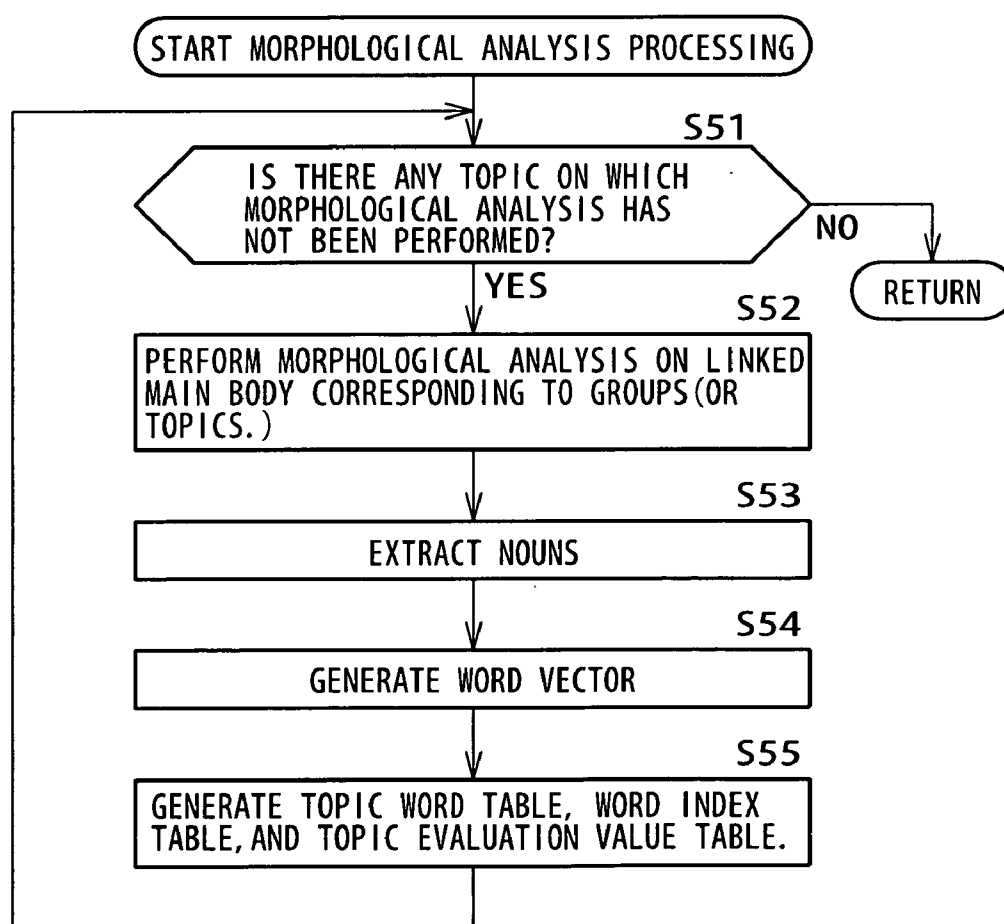 START MORPHOLOGICAL ANALYSIS PROCESSING
S51
IS THERE ANY TOPIC ON WHICH
MORPHOLOGICAL ANALYSIS HAS
NOT BEEN PERFORMED?
NO
YES
RETURN
S52
PERFORM MORPHOLOGICAL ANALYSIS ON LINKED
MAIN BODY CORRESPONDING TO GROUPS(OR
TOPICS.)
S53
EXTRACT NOUNS
S54
GENERATE WORD VECTOR
S55
GENERATE TOPIC WORD TABLE, WORD INDEX
TABLE,AND TOPIC EVALUATION VALUE TABLE.